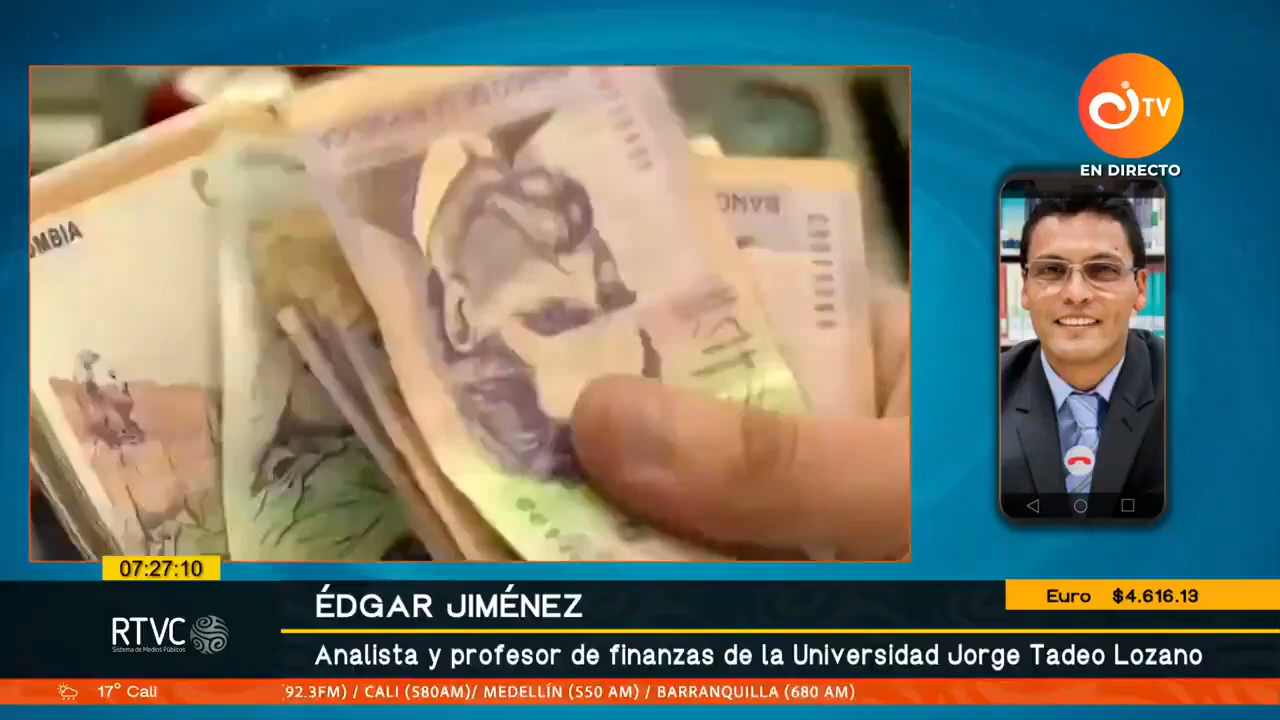 TV
EN DIRECTO
OMBIA
07:27:10
ÉDGAR JIMÉNEZ
Euro $4.616.13
RTVC
Sistema de Medios Públicos
Analista y profesor de finanzas de la Universidad Jorge Tadeo Lozano
17° Cali
'92.3FM) / CALI (580AM)/ MEDELLÍN (550 AM) / BARRANQUILLA (680 AM)